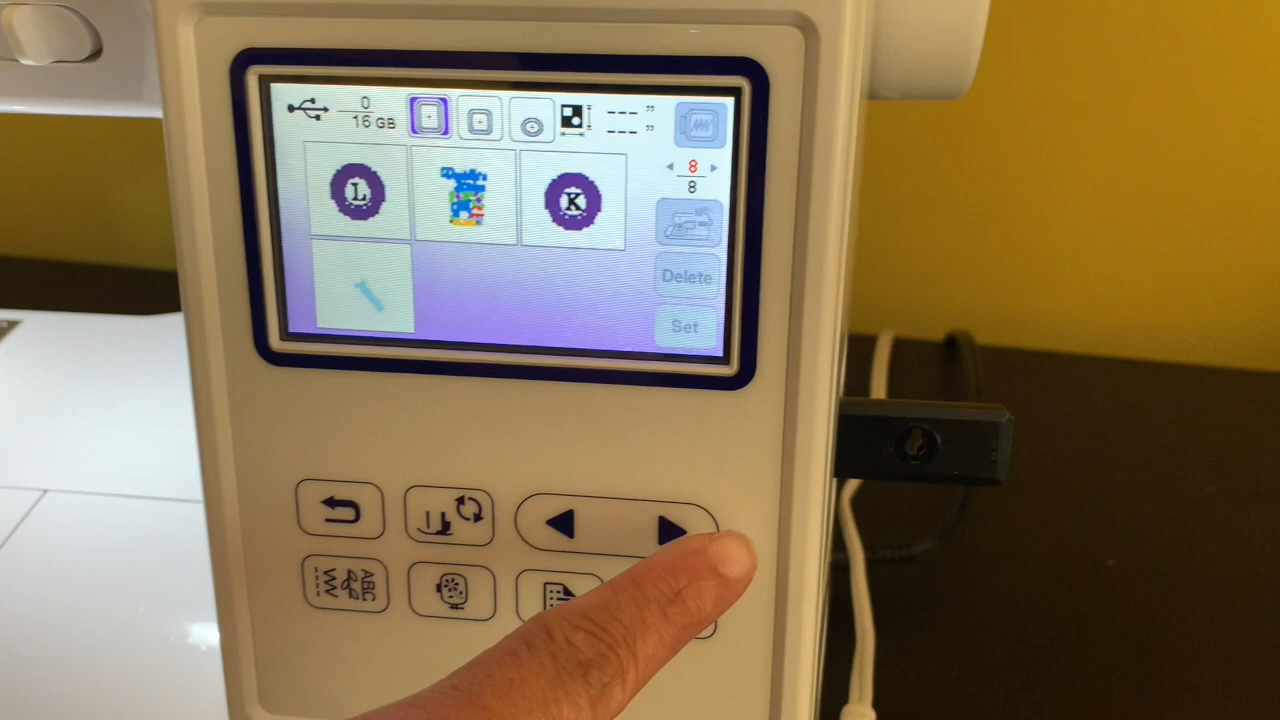 0
16 GB
--- "
--- "
8
8
L
K
Delete
Set
ABC